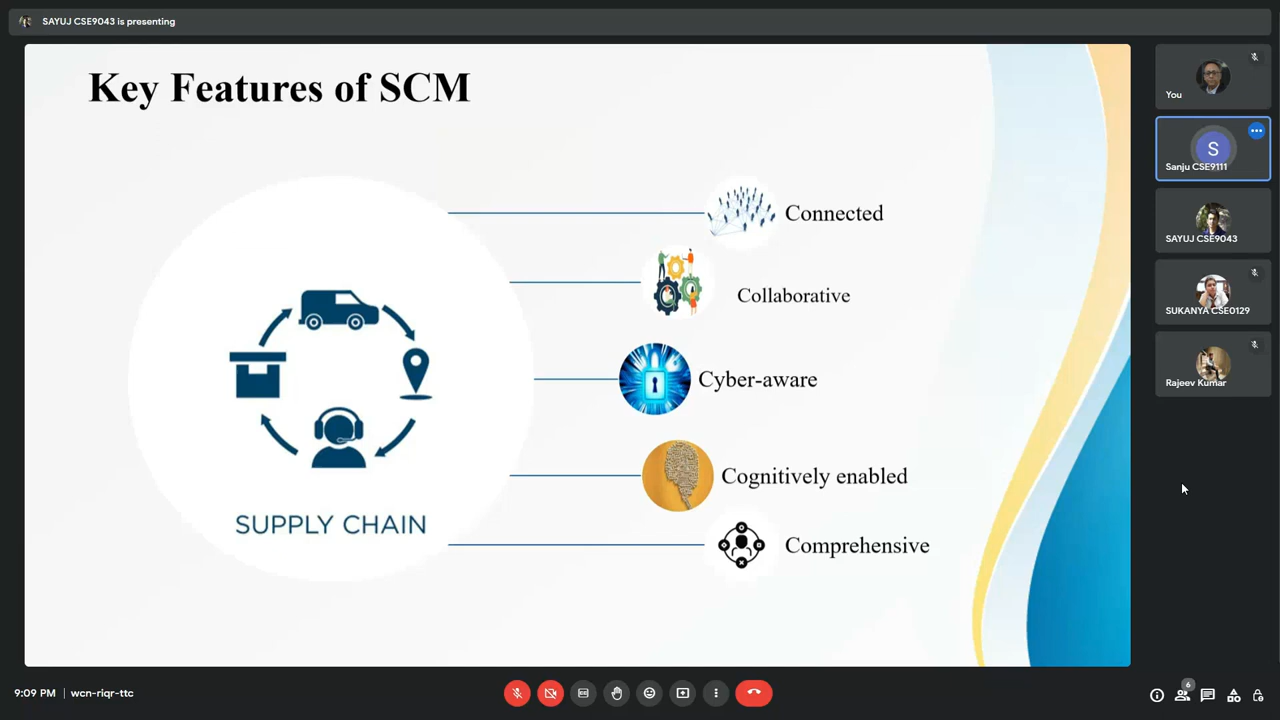 SAYUJ CSE9043 is presenting
Key Features of SCM
Connected
Collaborative
Cyber-aware
Cognitively enabled
Comprehensive
SUPPLY CHAIN
You
S
Sanju CSE9111
SAYUJ CSE9043
SUKANYA CSE0129
Rajeev Kumar
9:09 PM | wcn-riqr-ttc
6